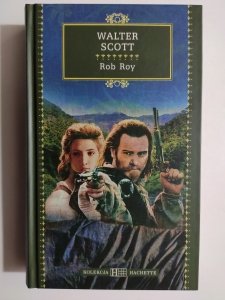 WALTER
SCOTT
Rob Roy
KOLEKCJA H HACHETTE